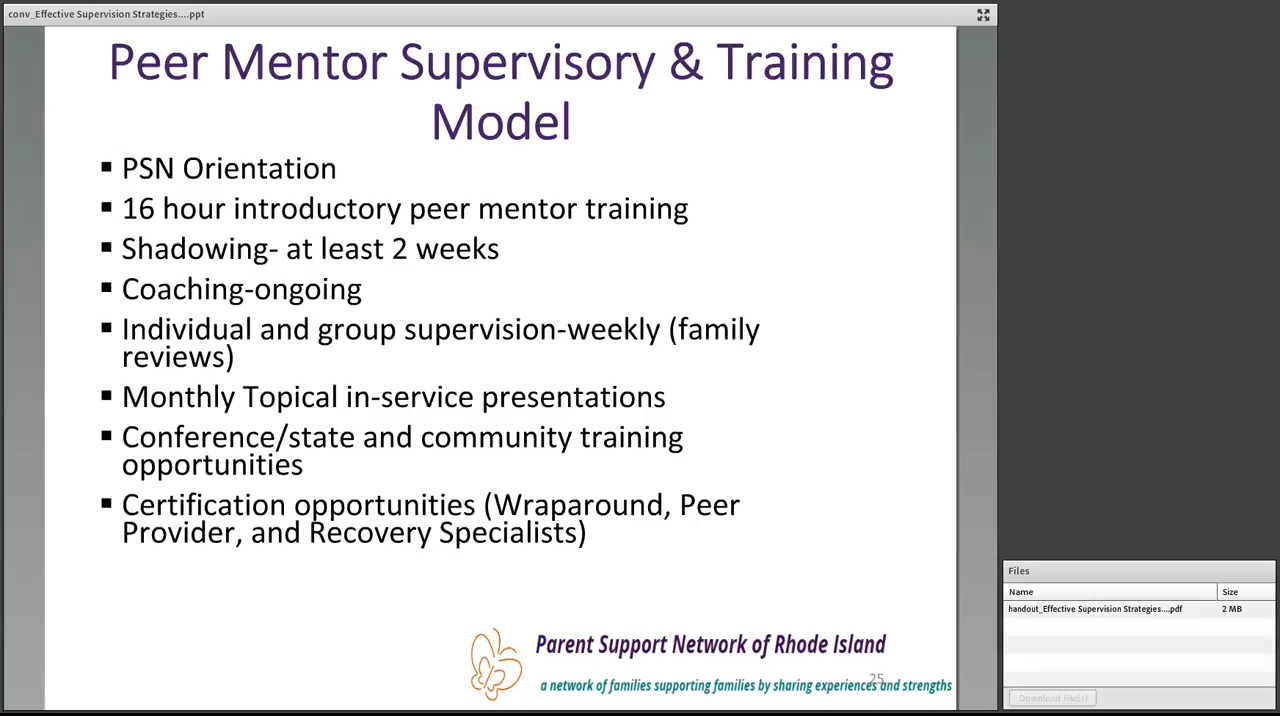 conv_Effective Supervision Strategies....ppt
Peer Mentor Supervisory & Training
Model
▪ PSN Orientation
▪ 16 hour introductory peer mentor training
▪ Shadowing- at least 2 weeks
▪ Coaching-ongoing
▪ Individual and group supervision-weekly (family
reviews)
▪ Monthly Topical in-service presentations
▪ Conference/state and community training
opportunities
▪ Certification opportunities (Wraparound, Peer
Provider, and Recovery Specialists)
Parent Support Network of Rhode Island
25
a network of families supporting families by sharing experiences and strengths
Files
Name Size
handout_Effective Supervision Strategies....pdf 2 MB
Download File(s)